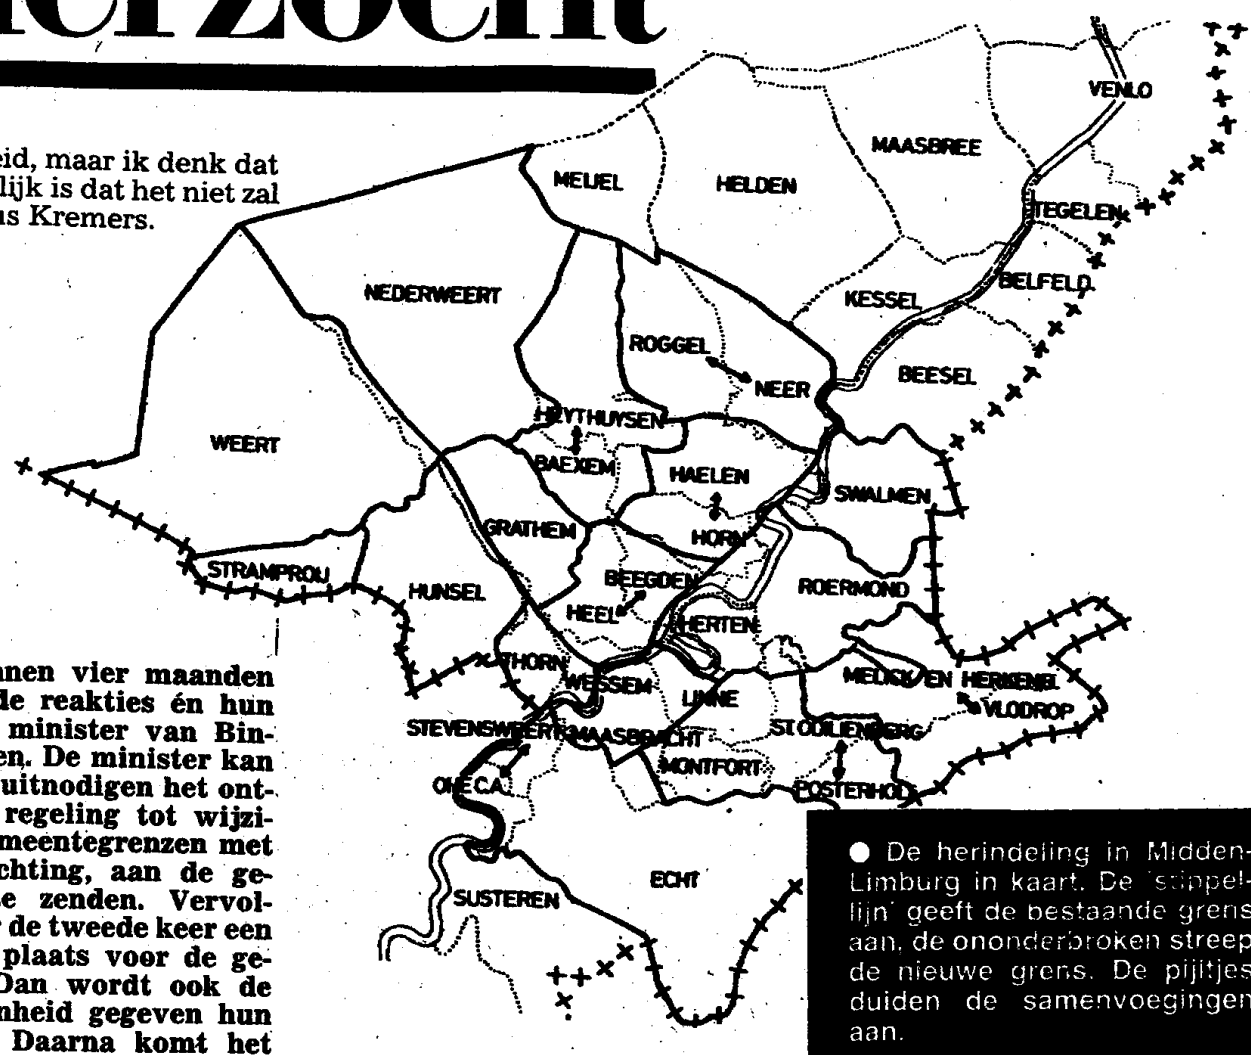 erzocht
eid, maar ik denk dat
lijk is dat het niet zal
us Kremers.
VENLO
MAASBREE
MEIJEL
HELDEN
TEGELEN
BELFELD
NEDERWEERT
KESSEL
ROGGEL
NEER
BEESEL
HEYTHUYSEN
WEERT
BAEXEM
HAELEN
SWALMEN
GRATHEM
HORN
STRAMPROIJ
HUNSEL
BEEGDEN
ROERMOND
HEEL
HERTEN
THORN
WESSEM
LINNE
MELICK EN HERKENB.
VLODROP
STEVENSWEERT
MAASBRACHT
ST ODILIENBERG
MONTFORT
OHE C.A.
POSTERHOLT
ECHT
SUSTEREN
nnen vier maanden
de reakties én hun
minister van Bin-
en. De minister kan
uitnodigen het ont-
regeling tot wijzi-
meentegrenzen met
chting, aan de ge-
te zenden. Vervol-
r de tweede keer een
plaats voor de ge-
Dan wordt ook de
nheid gegeven hun
Daarna komt het
● De herindeling in Midden-
Limburg in kaart. De 'stippel-
lijn' geeft de bestaande grens
aan, de ononderbroken streep
de nieuwe grens. De pijltjes
duiden de samenvoegingen
aan.